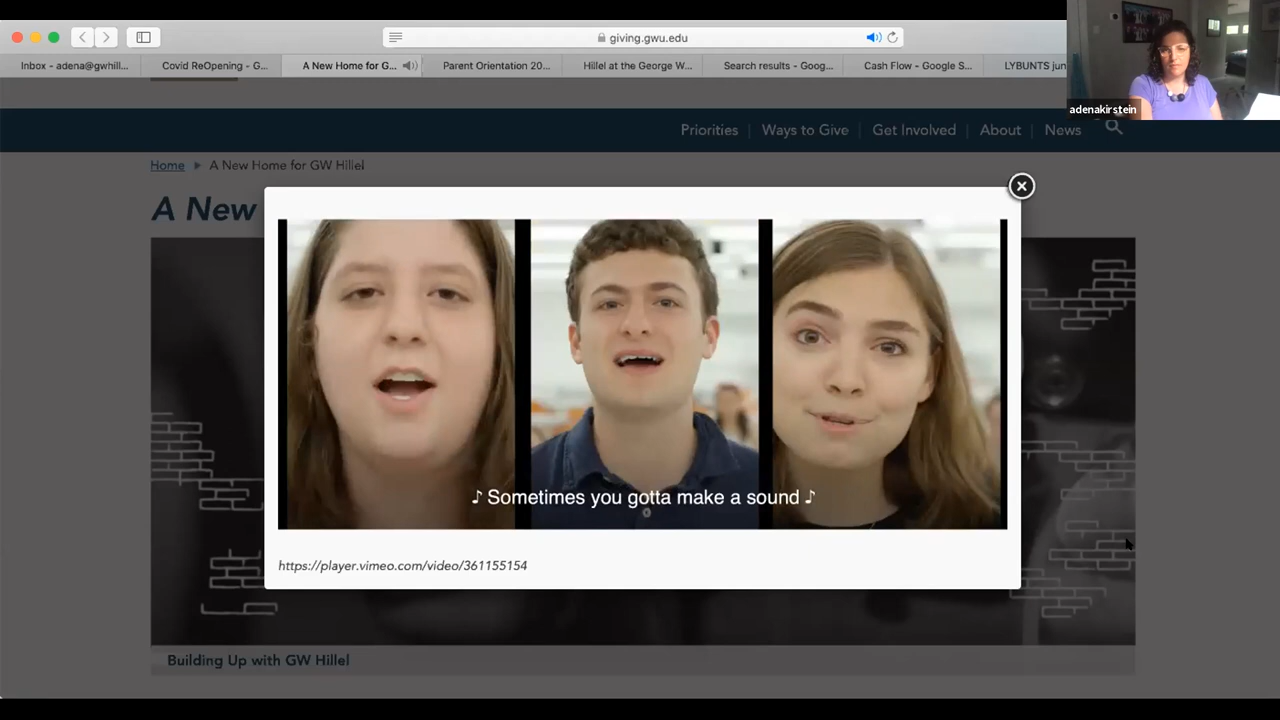 giving.gwu.edu
Inbox - adena@gwhill...
Covid ReOpening - G...
A New Home for G...
Parent Orientation 20...
Hillel at the George W...
Search results - Goog...
Cash Flow - Google S...
LYBUNTS jun
adenakirstein
Priorities | Ways to Give | Get Involved | About | News
Home ▸ A New Home for GW Hillel
A New
♪ Sometimes you gotta make a sound ♪
https://player.vimeo.com/video/361155154
Building Up with GW Hillel